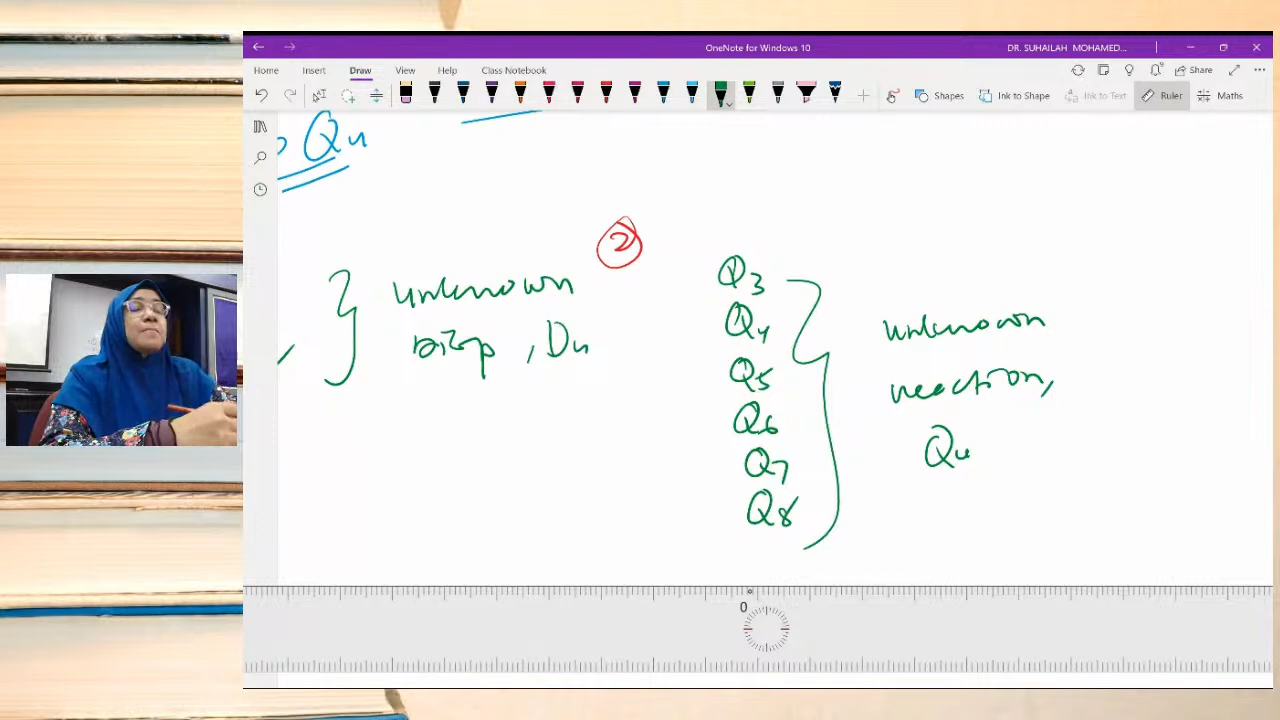 OneNote for Windows 10
DR. SUHAILAH MOHAMED...
Home Insert Draw View Help Class Notebook
Share
Shapes Ink to Shape Ink to Text Ruler Maths
Qu
2
unknown
disp, Du
Q3
Q4
Q5
Q6
Q7
Q8
unknown
reaction,
Qu
0